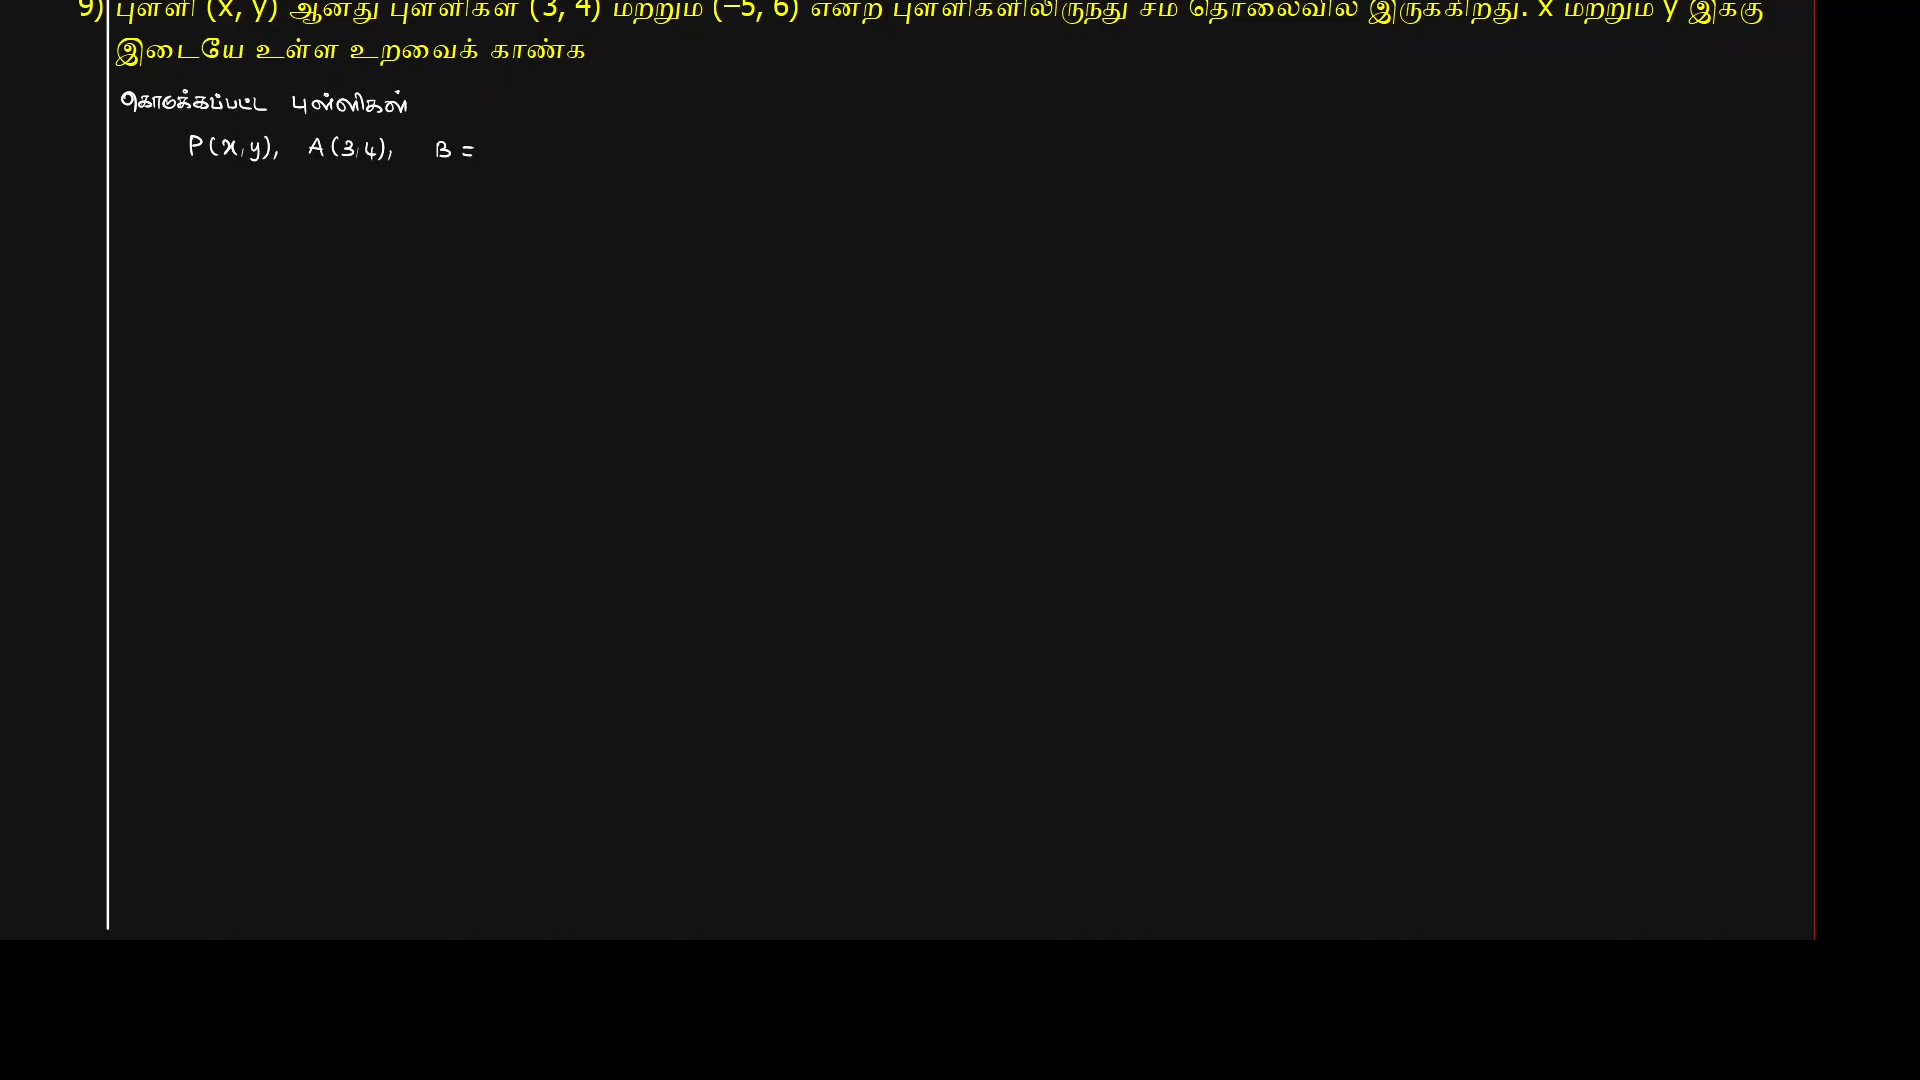 9) புள்ளி (x, y) ஆனது புள்ளிகள் (3, 4) மற்றும் (−5, 6) என்ற புள்ளிகளிலிருந்து சம தொலைவில் இருக்கிறது. x மற்றும் y இக்கு
இடையே உள்ள உறவைக் காண்க
கொடுக்கப்பட்ட புள்ளிகள்
P(x, y), A(3, 4), B =